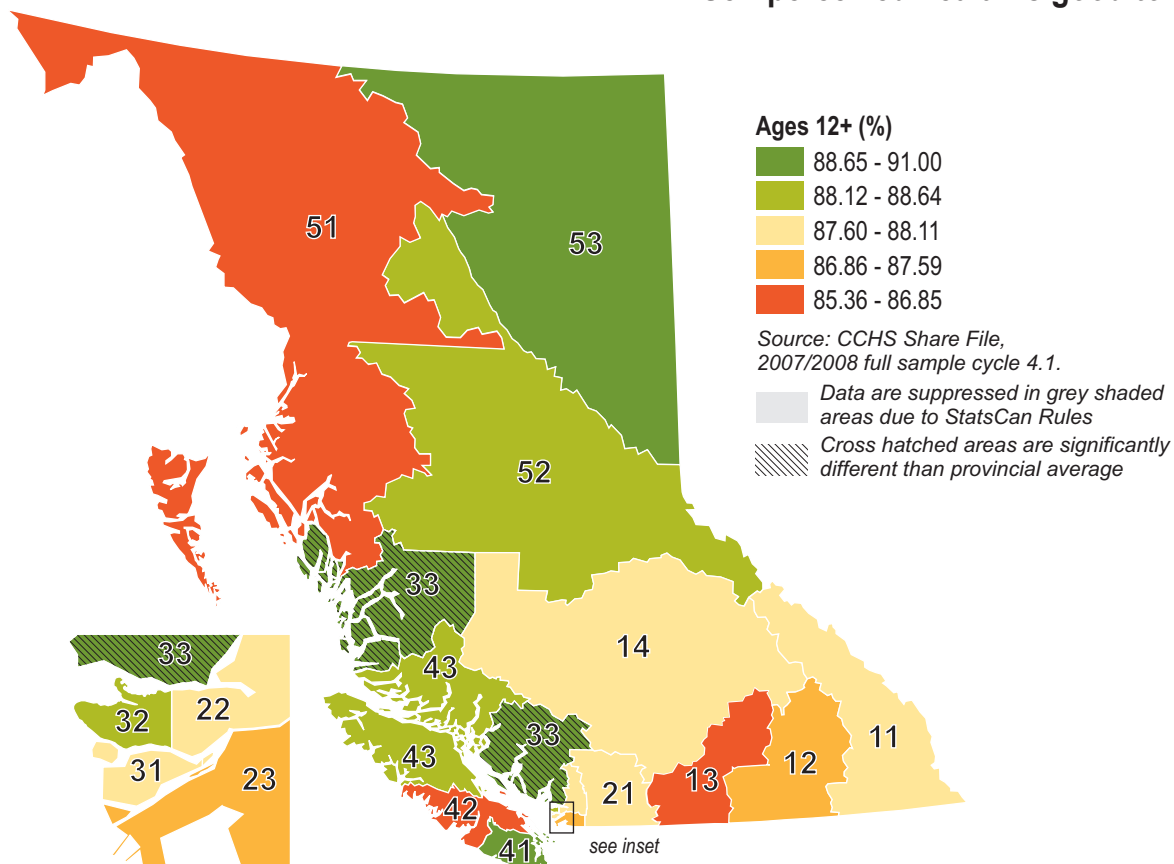 Ages 12+ (%)
88.65 - 91.00
88.12 - 88.64
87.60 - 88.11
86.86 - 87.59
85.36 - 86.85
Source: CCHS Share File,
2007/2008 full sample cycle 4.1.
Data are suppressed in grey shaded
areas due to StatsCan Rules
Cross hatched areas are significantly
different than provincial average
51
53
52
33
14
43
33
43
11
12
13
21
42
41
see inset
33
32
22
31
23